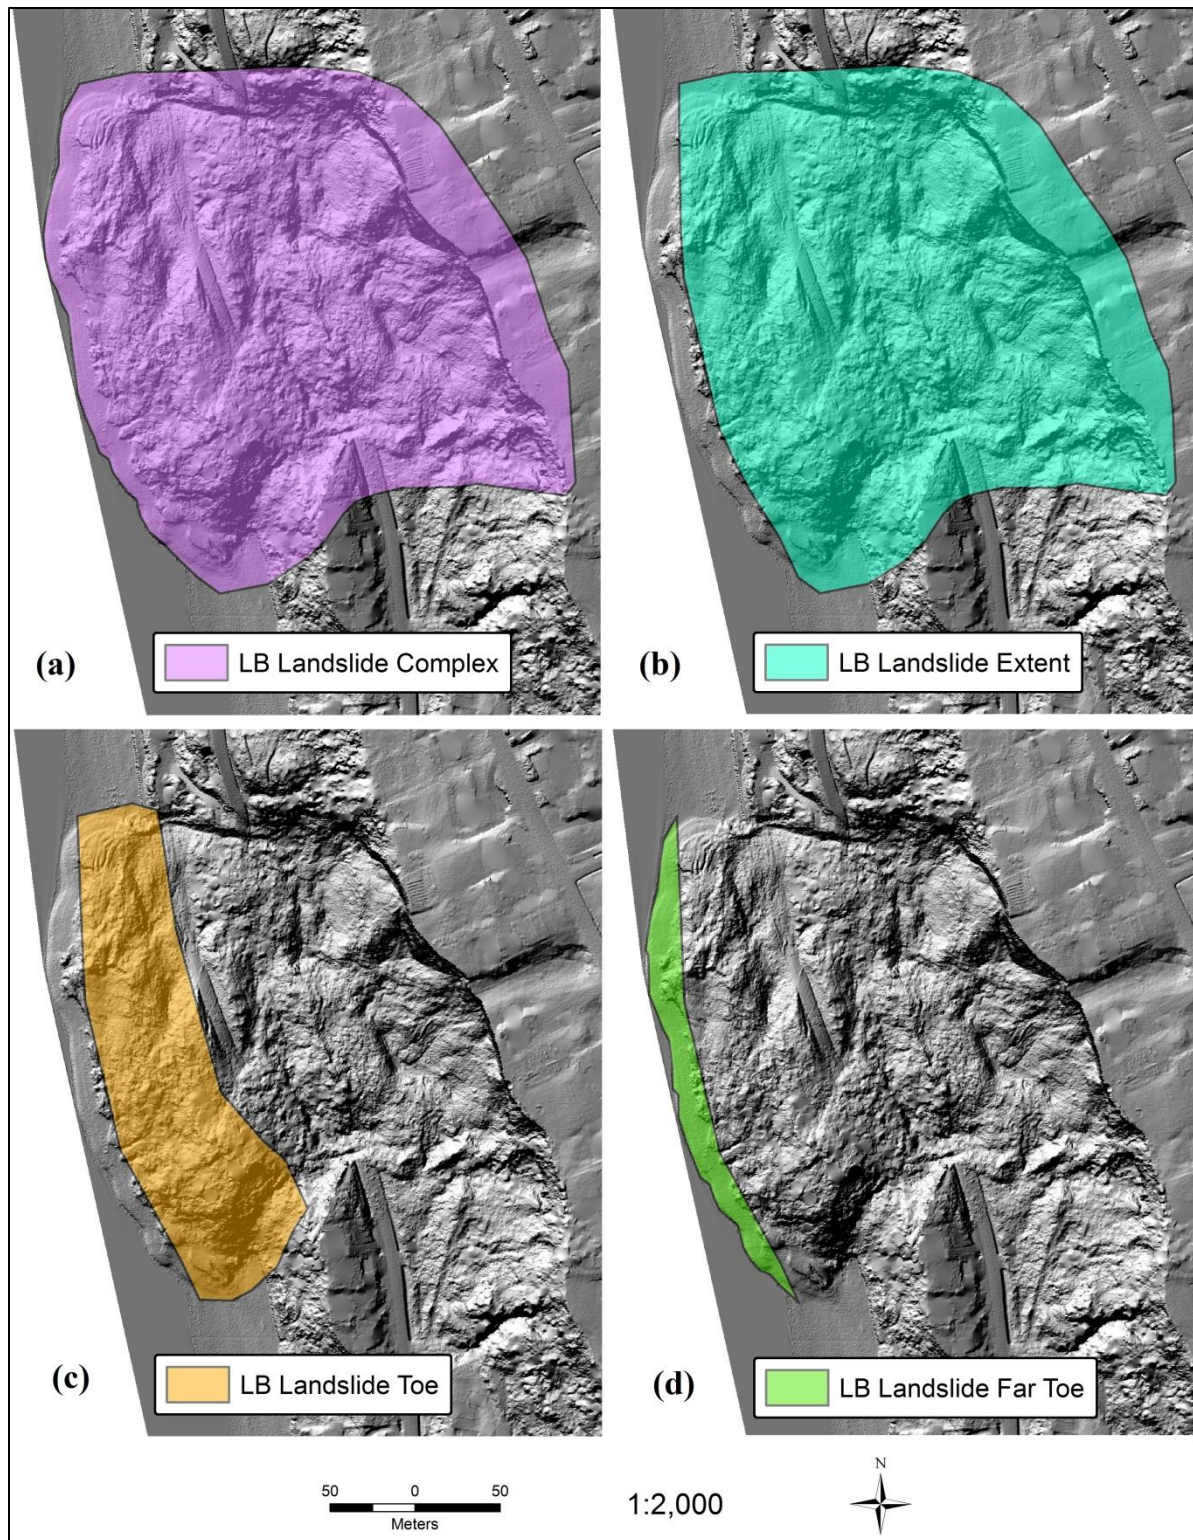 (a)
LB Landslide Complex
(b)
LB Landslide Extent
(c)
LB Landslide Toe
(d)
LB Landslide Far Toe
50 0 50
Meters
1:2,000
N